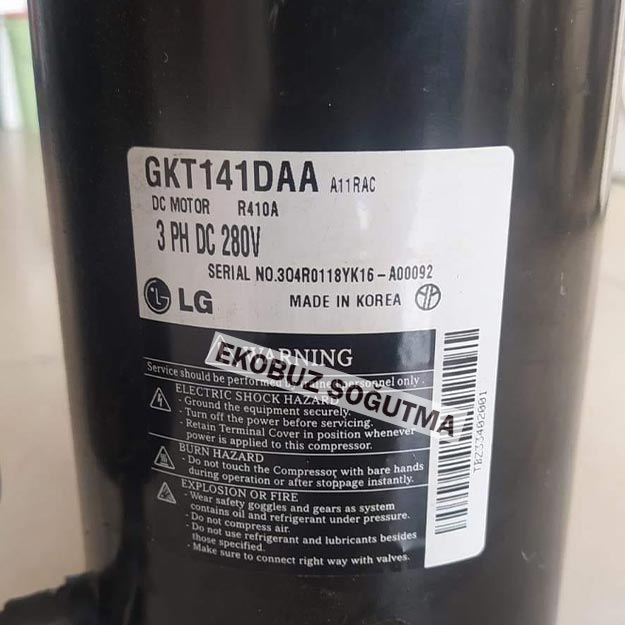 GKT141DAA A11RAC
DC MOTOR R410A
3 PH DC 280V
SERIAL NO.304R0118YK16-A00092
LG MADE IN KOREA
WARNING
EKOBUZ SOĞUTMA
Service should be performed by trained personnel only.
ELECTRIC SHOCK HAZARD
- Ground the equipment securely.
- Turn off the power before servicing.
- Retain Terminal Cover in position whenever
power is applied to this compressor.
BURN HAZARD
- Do not touch the Compressor with bare hands
during operation or after stopping instantly.
EXPLOSION OR FIRE
- Wear safety goggles and gears as system
contains oil and refrigerant under pressure.
- Do not compress air.
- Do not use refrigerant and lubricants besides
those specified.
- Make sure to connect right way with valves.
TBZ33402001